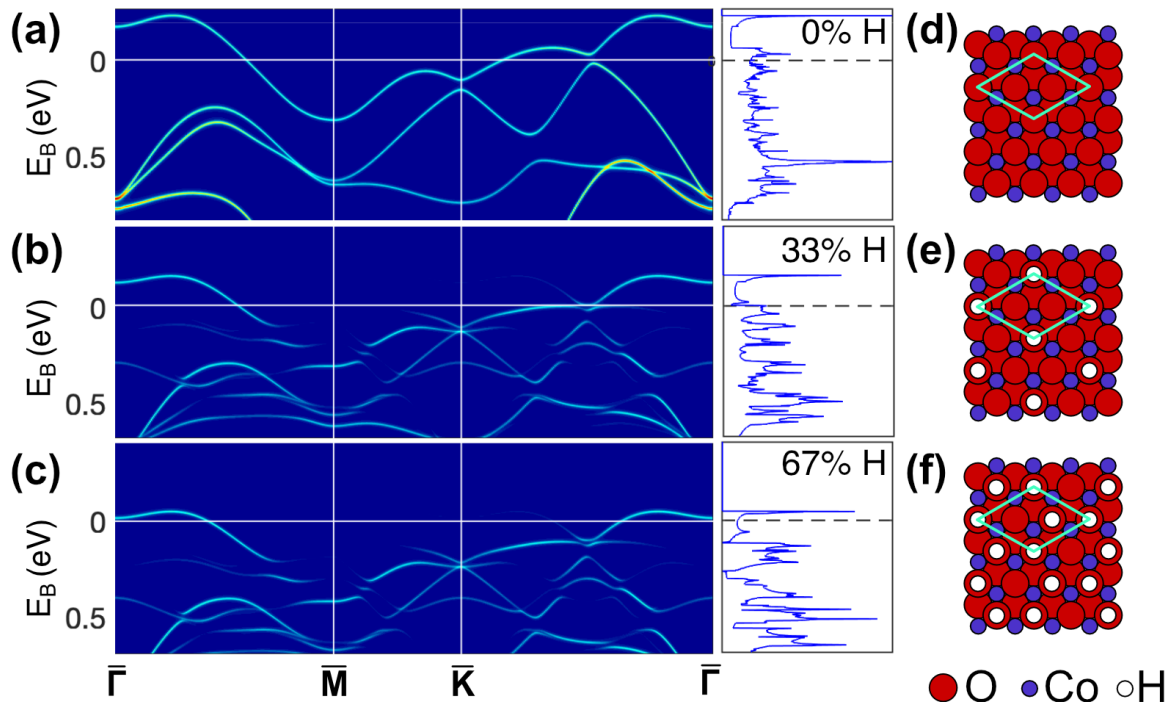 (a)
0
0.5
E_B (eV)
0% H
(d)
(b)
0
0.5
E_B (eV)
33% H
(e)
(c)
0
0.5
E_B (eV)
67% H
(f)
Γ̅ M̅ K̅ Γ̅
O Co H